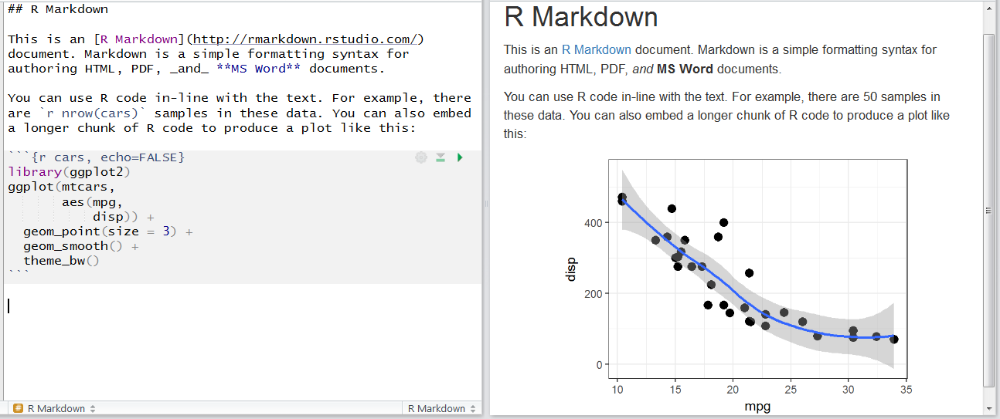 ## R Markdown
This is an [R Markdown](http://rmarkdown.rstudio.com/)
document. Markdown is a simple formatting syntax for
authoring HTML, PDF, _and_ **MS Word** documents.
You can use R code in-line with the text. For example, there
are `r nrow(cars)` samples in these data. You can also embed
a longer chunk of R code to produce a plot like this:
```{r cars, echo=FALSE}
library(ggplot2)
ggplot(mtcars,
       aes(mpg,
           disp)) +
  geom_point(size = 3) +
  geom_smooth() +
  theme_bw()
```
# R Markdown
R Markdown
R Markdown
This is an R Markdown document. Markdown is a simple formatting syntax for
authoring HTML, PDF, and MS Word documents.
You can use R code in-line with the text. For example, there are 50 samples in
these data. You can also embed a longer chunk of R code to produce a plot like
this:
400
200
0
disp
10 15 20 25 30 35
mpg